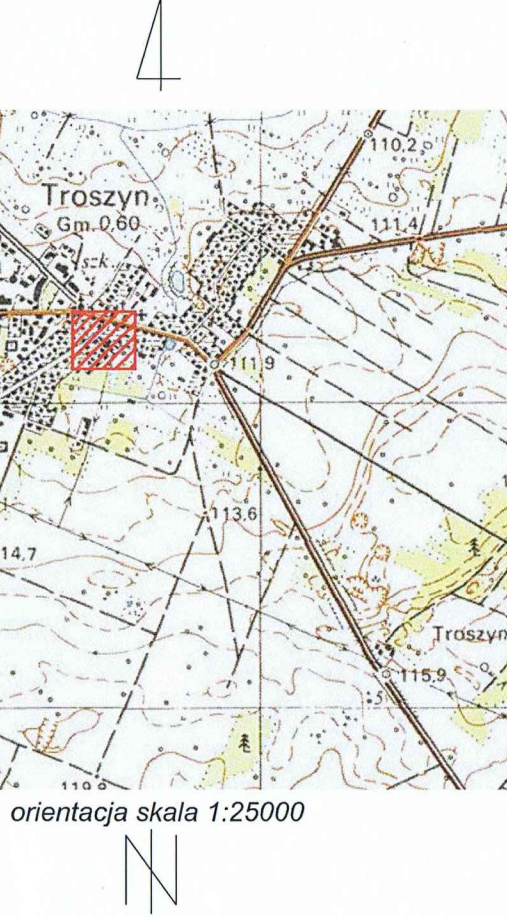 110.2
Troszyn
Gm. 0,60
111.4
szk
111.9
113.6
14.7
Troszyn
115.9
119.8
orientacja skala 1:25000
N